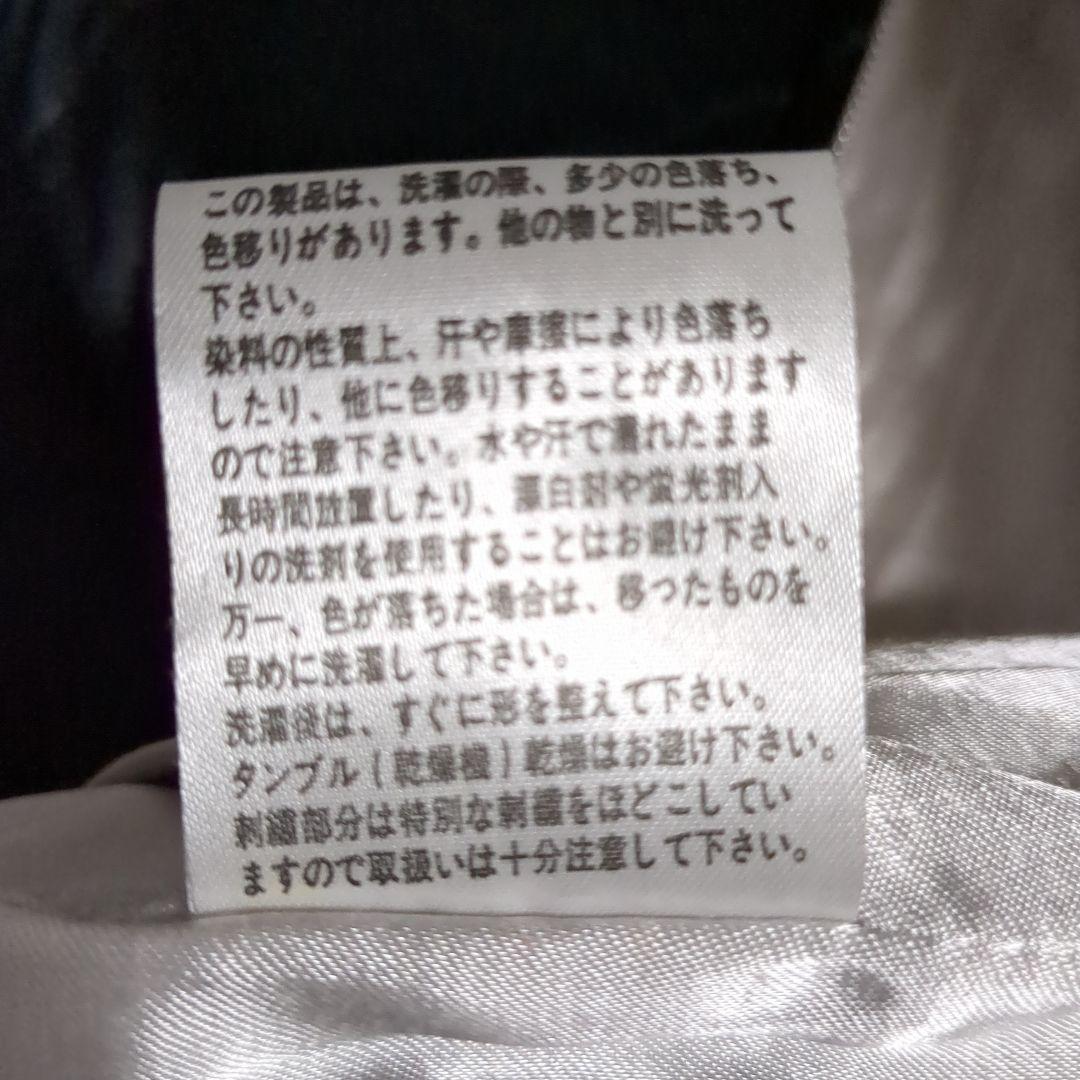 この製品は、洗濯の際、多少の色落ち、
色移りがあります。他の物と別に洗って
下さい。
染料の性質上、汗や摩擦により色落ち
したり、他に色移りすることがあります
ので注意下さい。水や汗で濡れたまま
長時間放置したり、漂白剤や蛍光剤入
りの洗剤を使用することはお避け下さい。
万一、色が落ちた場合は、移ったものを
早めに洗濯して下さい。
洗濯後は、すぐに形を整えて下さい。
タンブル(乾燥機)乾燥はお避け下さい。
刺繍部分は特別な刺繍をほどこしてい
ますので取扱いは十分注意して下さい。